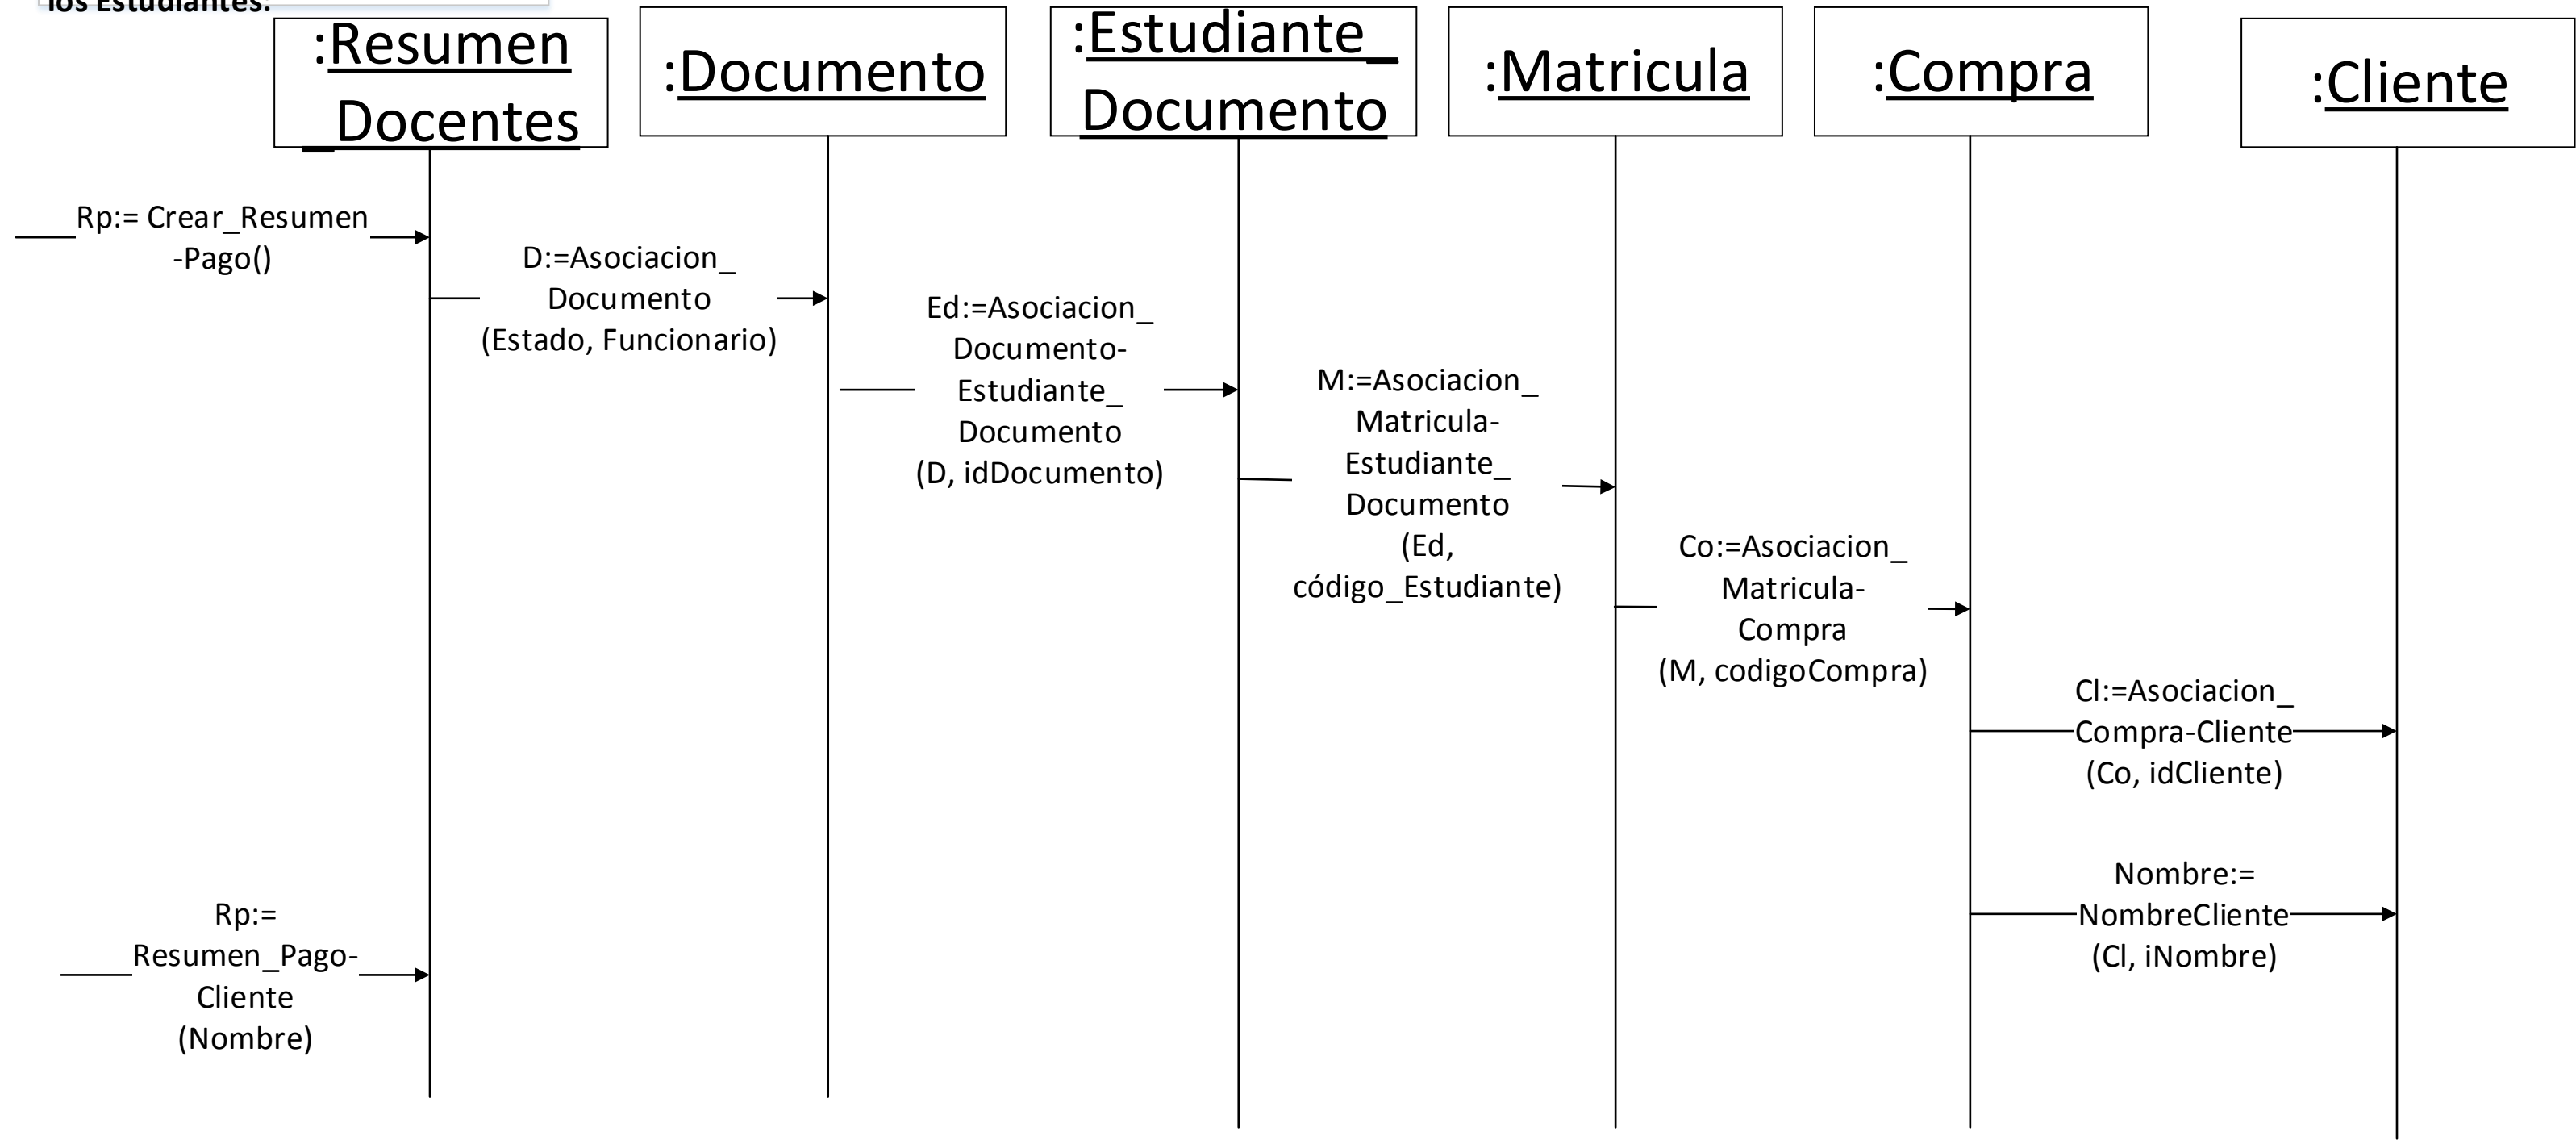 los Estudiantes.
:Resumen
_Docentes
:Documento
:Estudiante_
Documento
:Matricula
:Compra
:Cliente
Rp:= Crear_Resumen
-Pago()
D:=Asociacion_
Documento
(Estado, Funcionario)
Ed:=Asociacion_
Documento-
Estudiante_
Documento
(D, idDocumento)
M:=Asociacion_
Matricula-
Estudiante_
Documento
(Ed,
código_Estudiante)
Co:=Asociacion_
Matricula-
Compra
(M, codigoCompra)
Cl:=Asociacion_
Compra-Cliente
(Co, idCliente)
Nombre:=
NombreCliente
(Cl, iNombre)
Rp:=
Resumen_Pago-
Cliente
(Nombre)